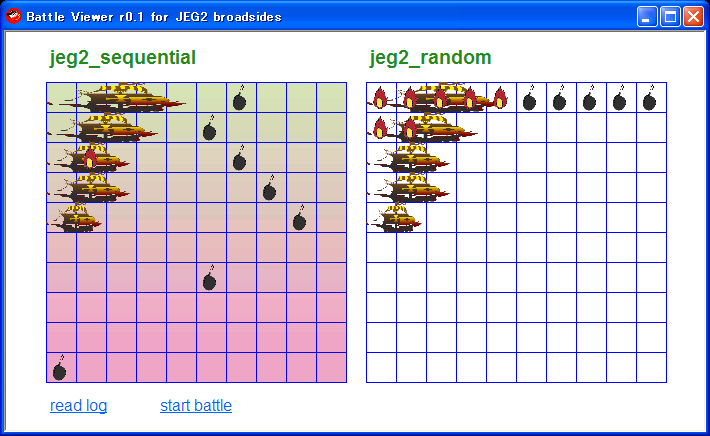 Battle Viewer r0.1 for JEG2 broadsides
jeg2_sequential
jeg2_random
read log
start battle